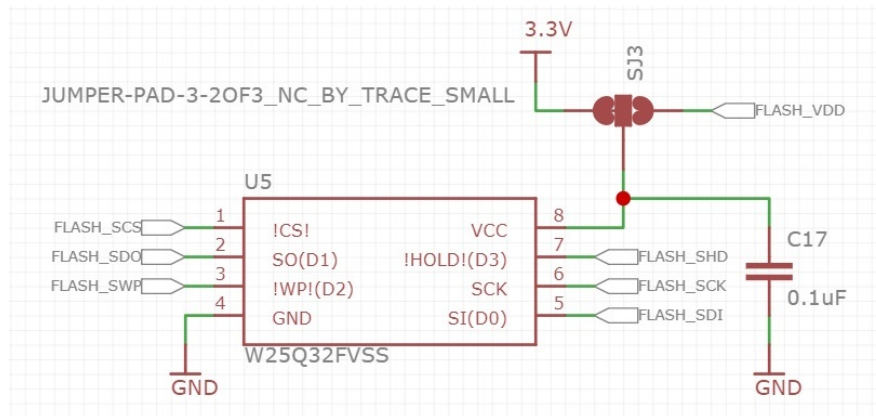 3.3V
SJ3
JUMPER-PAD-3-2OF3_NC_BY_TRACE_SMALL
FLASH_VDD
U5
FLASH_SCS 1 !CS! VCC 8
FLASH_SDO 2 SO(D1) !HOLD!(D3) 7 FLASH_SHD
FLASH_SWP 3 !WP!(D2) SCK 6 FLASH_SCK
4 GND SI(D0) 5 FLASH_SDI
C17
0.1uF
W25Q32FVSS
GND
GND